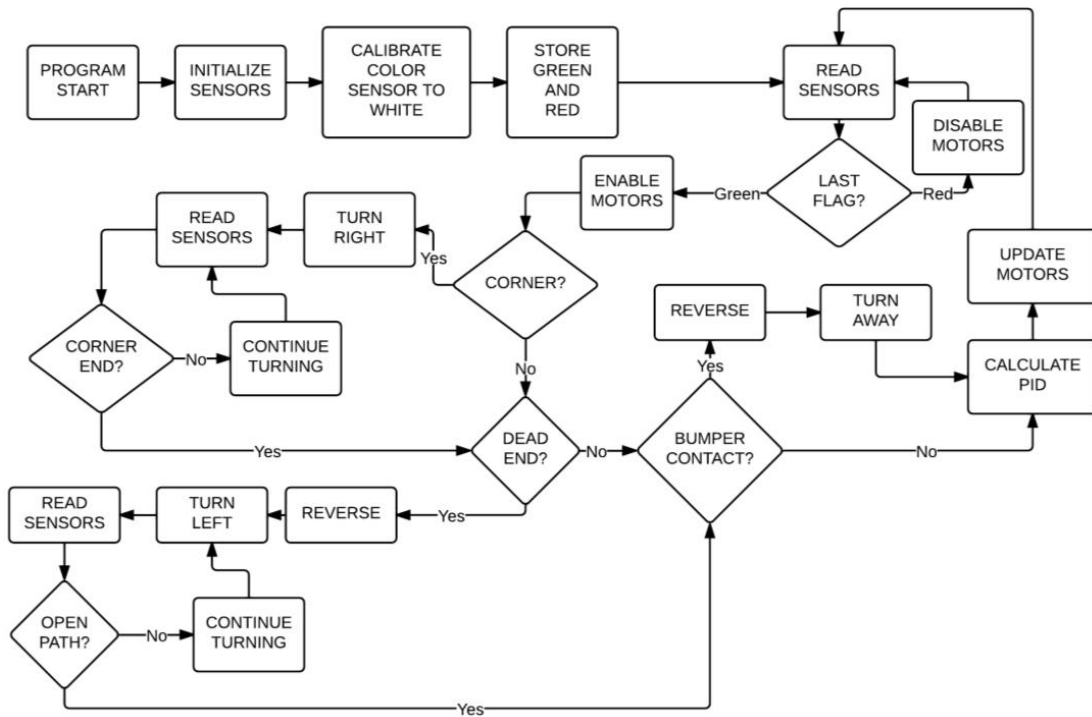 PROGRAM
START
INITIALIZE
SENSORS
CALIBRATE
COLOR
SENSOR TO
WHITE
STORE
GREEN
AND
RED
READ
SENSORS
DISABLE
MOTORS
LAST
FLAG?
Green
Red
ENABLE
MOTORS
CORNER?
Yes
TURN
RIGHT
READ
SENSORS
CORNER
END?
No
CONTINUE
TURNING
Yes
No
DEAD
END?
No
BUMPER
CONTACT?
Yes
REVERSE
TURN
AWAY
No
CALCULATE
PID
UPDATE
MOTORS
Yes
REVERSE
TURN
LEFT
READ
SENSORS
OPEN
PATH?
No
CONTINUE
TURNING
Yes